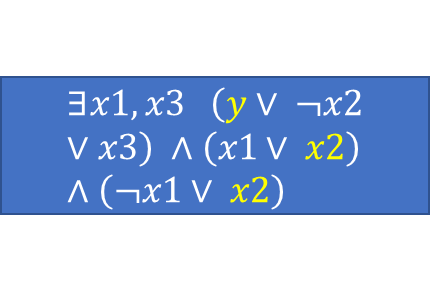 ∃x1, x3 (y ∨ ¬x2
∨ x3) ∧ (x1 ∨ x2)
∧ (¬x1 ∨ x2)